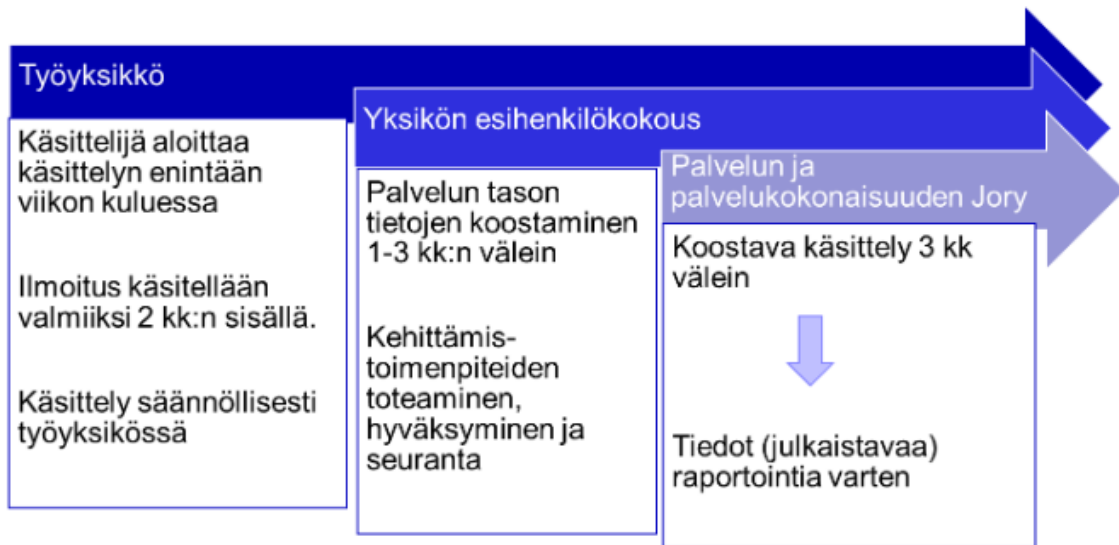 Työyksikkö
Käsittelijä aloittaa
käsittelyn enintään
viikon kuluessa
Ilmoitus käsitellään
valmiiksi 2 kk:n sisällä.
Käsittely säännöllisesti
työyksikössä
Yksikön esihenkilökokous
Palvelun tason
tietojen koostaminen
1-3 kk:n välein
Kehittämis-
toimenpiteiden
toteaminen,
hyväksyminen ja
seuranta
Palvelun ja
palvelukokonaisuuden Jory
Koostava käsittely 3 kk
välein
Tiedot (julkaistavaa)
raportointia varten